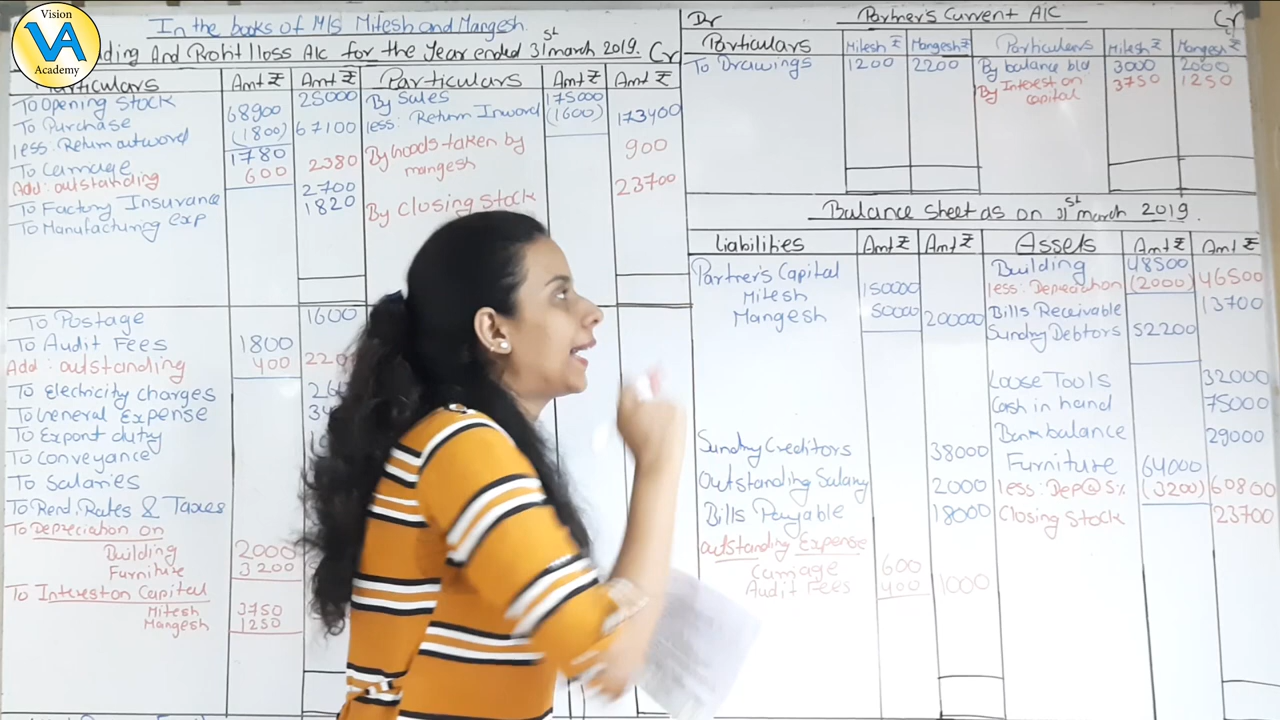 Vision
VA
Academy
In the books of M/S Mitesh and Mangesh.
And Profit loss A/c for the Year ended 31st march 2019. Cr
Particulars Amt ₹ Amt ₹ Particulars Amt ₹ Amt ₹
To Opening Stock 25000 By Sales 175000
To Purchase 68900 less: Return Inword (1600) 173400
less: Return outword (1800) 67100
To Carriage 1780 By Goods taken by 900
Add: outstanding 600 2380 mangesh
To Factory Insurance 2700
To Manufacturing exp 1820 By Closing Stock 23700
To Postage 1600
To Audit Fees 1800
Add: outstanding 400
To Electricity charges
To General Expense
To Export duty
To Conveyance
To Salaries
To Rent, Rates & Taxes
To Depreciation on
Building 2000
Furniture 3200
To Interest on Capital
Mitesh 3750
Mangesh 1250
Dr Partner's Current A/C Cr
Particulars Mitesh ₹ Mangesh ₹ Particulars Mitesh ₹ Mangesh ₹
To Drawings 1200 2200 By balance b/d 3000 2000
By Interest on 3750 1250
capital
Balance Sheet as on 31st march 2019.
Liabilities Amt ₹ Amt ₹ Assets Amt ₹ Amt ₹
Partner's Capital Building 48500
Mitesh 150000 less: Depreciation (2000) 46500
Mangesh 50000 200000 Bills Receivable 13700
Sundry Debtors 52200
Loose Tools 32000
Cash in hand 75000
Bank balance 29000
Sundry Creditors 38000 Furniture 64000
Outstanding Salary 2000 less: Dep @ 5% (3200) 60800
Bills Payable 18000 Closing Stock 23700
outstanding Expense
Carriage 600
Audit Fees 400 1000